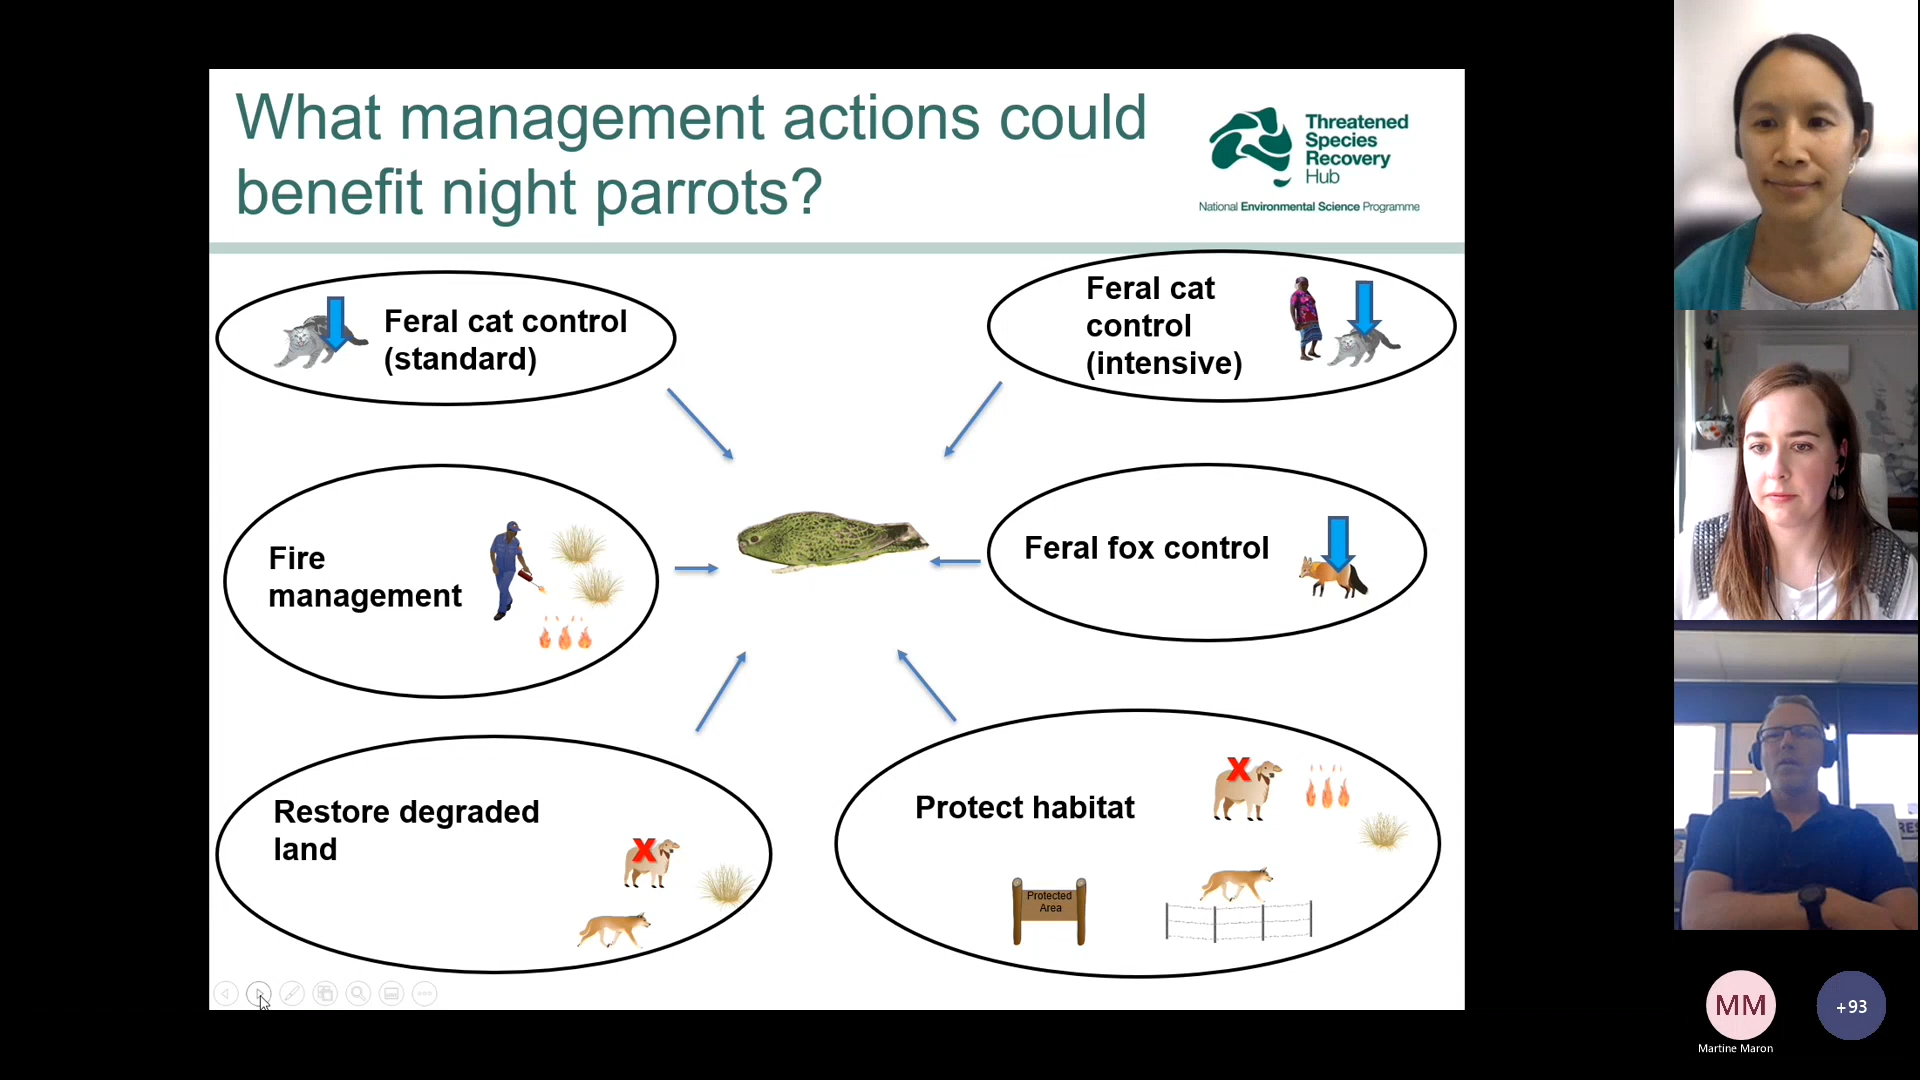 What management actions could
benefit night parrots?
Threatened
Species
Recovery
Hub
National Environmental Science Programme
Feral cat control
(standard)
Feral cat
control
(intensive)
Fire
management
Feral fox control
Restore degraded
land
X
Protect habitat
X
Protected
Area
MM
Martine Maron
+93